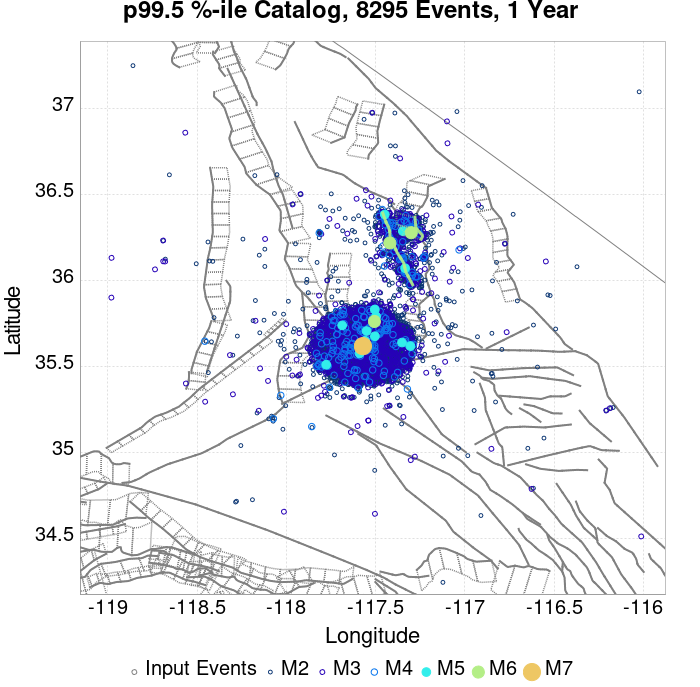 p99.5 %-ile Catalog, 8295 Events, 1 Year
37
36.5
36
35.5
35
34.5
Latitude
-119 -118.5 -118 -117.5 -117 -116.5 -116
Longitude
Input Events M2 M3 M4 M5 M6 M7